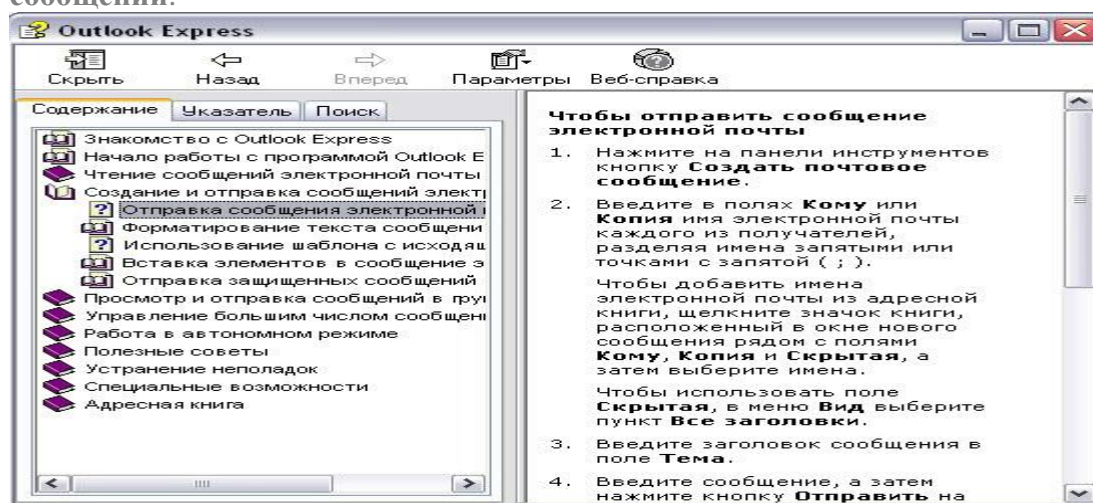 сообщений.
Outlook Express
Скрыть Назад Вперед Параметры Веб-справка
Содержание Указатель Поиск
Знакомство с Outlook Express
Начало работы с программой Outlook E
Чтение сообщений электронной почты
Создание и отправка сообщений элект
Отправка сообщения электронной
Форматирование текста сообщени
Использование шаблона с исходящ
Вставка элементов в сообщение э
Отправка защищенных сообщений
Просмотр и отправка сообщений в гру
Управление большим числом сообщен
Работа в автономном режиме
Полезные советы
Устранение неполадок
Специальные возможности
Адресная книга
Чтобы отправить сообщение
электронной почты
1. Нажмите на панели инструментов
кнопку Создать почтовое
сообщение.
2. Введите в полях Кому или
Копия имя электронной почты
каждого из получателей,
разделяя имена запятыми или
точками с запятой ( ; ).
Чтобы добавить имена
электронной почты из адресной
книги, щелкните значок книги,
расположенный в окне нового
сообщения рядом с полями
Кому, Копия и Скрытая, а
затем выберите имена.
Чтобы использовать поле
Скрытая, в меню Вид выберите
пункт Все заголовки.
3. Введите заголовок сообщения в
поле Тема.
4. Введите сообщение, а затем
нажмите кнопку Отправить на